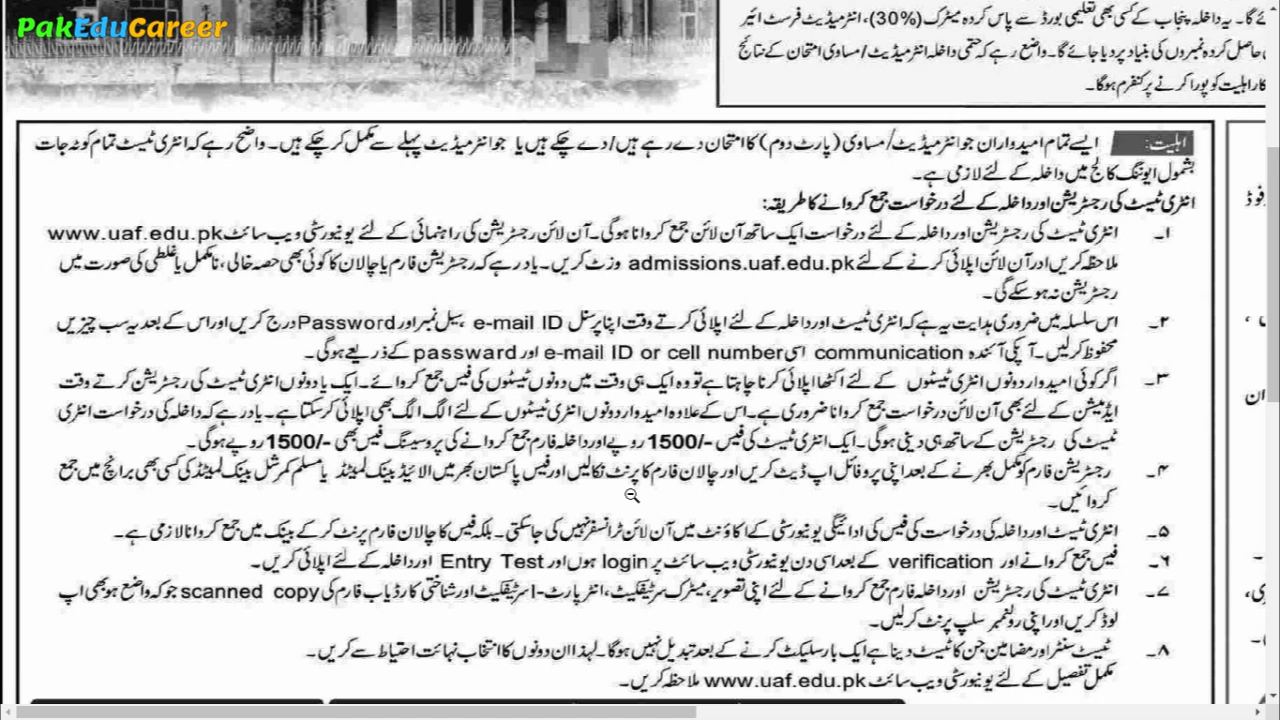 PakEduCareer
ئے گا۔ یہ داخلہ پنجاب کے کسی بھی تعلیمی بورڈ سے پاس کردہ میٹرک (30%)، انٹرمیڈیٹ فرسٹ ائیر
حاصل کردہ نمبروں کی بنیاد پر دیا جائے گا۔ واضع رہے کہ حتمی داخلہ انٹرمیڈیٹ/مساوی امتحان کے نتائج
کار اہلیت کو پورا کرنے پر کنفرم ہوگا۔
اہلیت: ایسے تمام امیدواران جو انٹرمیڈیٹ/مساوی (پارٹ دوم) کا امتحان دے رہے ہیں/دے چکے ہیں یا جو انٹرمیڈیٹ پہلے سے مکمل کر چکے ہیں۔ واضح رہے کہ انٹری ٹیسٹ تمام کوٹہ جات
بشمول ایوننگ کالج میں داخلہ کے لئے لازمی ہے۔
انٹری ٹیسٹ کی رجسٹریشن اور داخلہ کے لئے درخواست جمع کروانے کا طریقہ:
۱۔ انٹری ٹیسٹ کی رجسٹریشن اور داخلہ کے لئے درخواست ایک ساتھ آن لائن جمع کروانا ہوگی۔ آن لائن رجسٹریشن کی راہنمائی کے لئے یونیورسٹی ویب سائٹ www.uaf.edu.pk
ملاحظہ کریں اور آن لائن اپلائی کرنے کے لئے admissions.uaf.edu.pk وزٹ کریں۔ یاد رہے کہ رجسٹریشن فارم یا چالان کا کوئی بھی حصہ خالی، نامکمل یا غلطی کی صورت میں
رجسٹریشن نہ ہو سکے گی۔
۲۔ اس سلسلہ میں ضروری ہدایت یہ ہے کہ انٹری ٹیسٹ اور داخلہ کے لئے اپلائی کرتے وقت اپنا پرسنل e-mail ID، سیل نمبر اور Password درج کریں اور اس کے بعد یہ سب چیزیں
محفوظ کرلیں۔ آپکی آئندہ communication اسی e-mail ID or cell number اور passward کے ذریعے ہوگی۔
۳۔ اگر کوئی امیدوار دونوں انٹری ٹیسٹوں کے لئے اکٹھا اپلائی کرنا چاہتا ہے تو وہ ایک ہی وقت میں دونوں ٹیسٹوں کی فیس جمع کروائے۔ ایک یا دونوں انٹری ٹیسٹ کی رجسٹریشن کرتے وقت
ایڈمیشن کے لئے بھی آن لائن درخواست جمع کروانا ضروری ہے۔ اس کے علاوہ امیدوار دونوں انٹری ٹیسٹوں کے لئے الگ الگ بھی اپلائی کر سکتا ہے۔ یاد رہے کہ داخلہ کی درخواست انٹری
ٹیسٹ کی رجسٹریشن کے ساتھ ہی دینی ہوگی۔ ایک انٹری ٹیسٹ کی فیس -/1500 روپے اور داخلہ فارم جمع کروانے کی پروسیسنگ فیس بھی -/1500 روپے ہوگی۔
۴۔ رجسٹریشن فارم کو مکمل بھرنے کے بعد اپنی پروفائل اپ ڈیٹ کریں اور چالان فارم کا پرنٹ نکالیں اور فیس پاکستان بھر میں الائیڈ بینک لمیٹڈ یا مسلم کمرشل بینک لمیٹڈ کی کسی بھی برانچ میں جمع
کروائیں۔
۵۔ انٹری ٹیسٹ اور داخلہ کی درخواست کی فیس کی ادائیگی یونیورسٹی کے اکاؤنٹ میں آن لائن ٹرانسفر نہیں کی جاسکتی۔ بلکہ فیس کا چالان فارم پرنٹ کرکے بینک میں جمع کروانا لازمی ہے۔
۶۔ فیس جمع کروانے اور verification کے بعد اسی دن یونیورسٹی ویب سائٹ پر login ہوں اور Entry Test اور داخلہ کے لئے اپلائی کریں۔
۷۔ انٹری ٹیسٹ کی رجسٹریشن اور داخلہ فارم جمع کروانے کے لئے اپنی تصویر، میٹرک سرٹیفکیٹ، انٹر پارٹ-I سرٹیفکیٹ اور شناختی کارڈ یا ب فارم کی scanned copy جو کہ واضع ہو بھی اپ
لوڈ کریں اور اپنی رولنمبر سلپ پرنٹ کرلیں۔
۸۔ ٹیسٹ سنٹر اور مضامین جن کا ٹیسٹ دینا ہے ایک بار سلیکٹ کرنے کے بعد تبدیل نہیں ہوگا۔ لہذا ان دونوں کا انتخاب نہائت احتیاط سے کریں۔
مکمل تفصیل کے لئے یونیورسٹی ویب سائٹ www.uaf.edu.pk ملاحظہ کریں۔